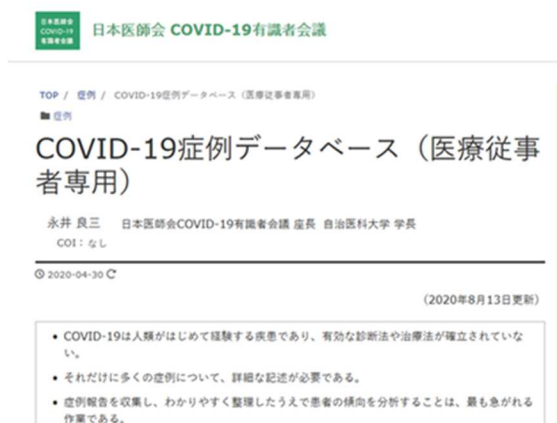 日本医師会
COVID-19
有識者会議
日本医師会 COVID-19有識者会議
TOP / 症例 / COVID-19症例データベース（医療従事者専用）
症例
COVID-19症例データベース（医療従事
者専用）
永井 良三 日本医師会COVID-19有識者会議 座長 自治医科大学 学長
COI：なし
2020-04-30
（2020年8月13日更新）
• COVID-19は人類がはじめて経験する疾患であり、有効な診断法や治療法が確立されていな
い。
• それだけに多くの症例について、詳細な記述が必要である。
• 症例報告を収集し、わかりやすく整理したうえで患者の傾向を分析することは、最も急がれる
作業である。